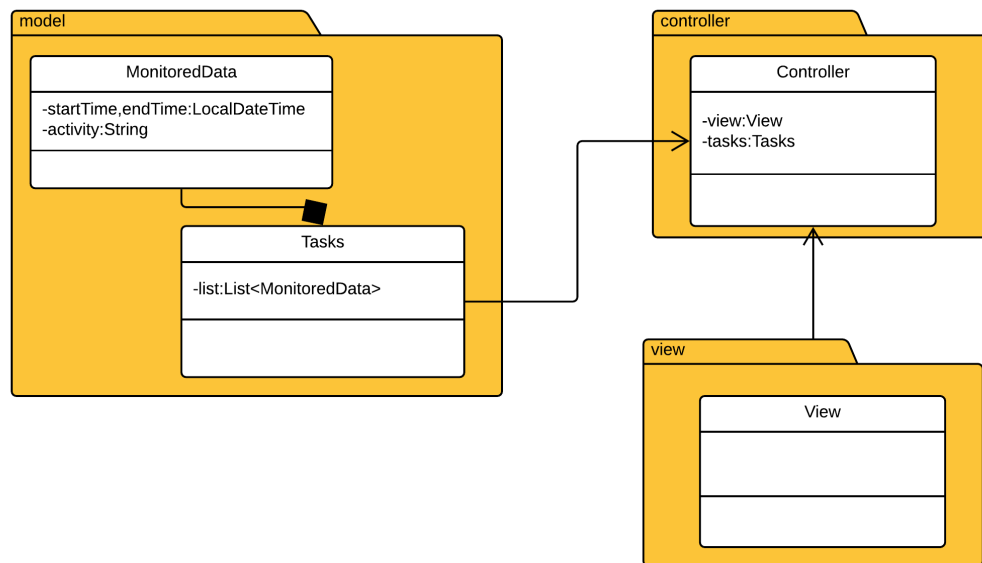 model
MonitoredData
-startTime,endTime:LocalDateTime
-activity:String
Tasks
-list:List<MonitoredData>
controller
Controller
-view:View
-tasks:Tasks
view
View